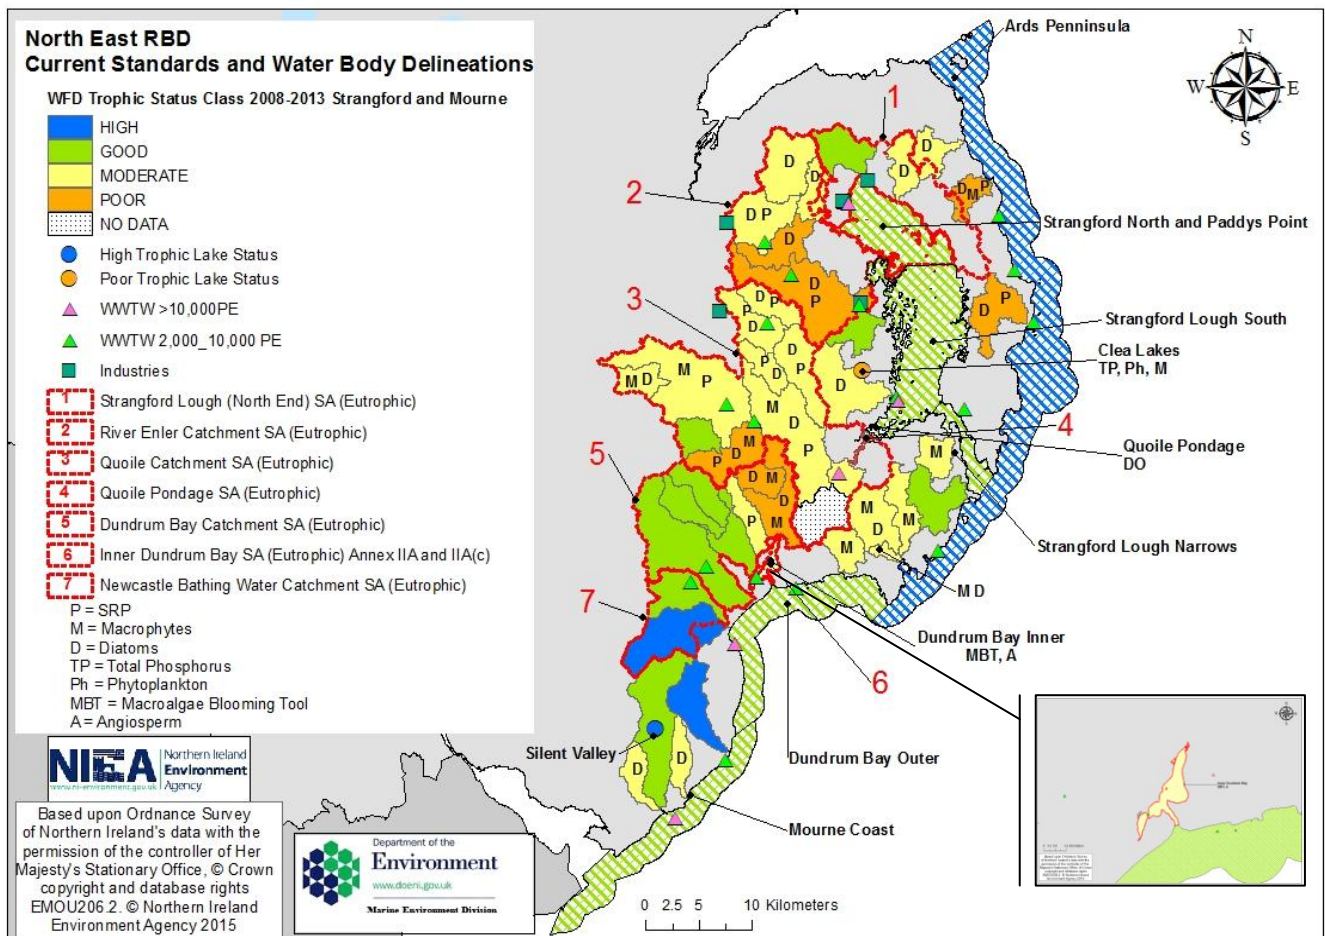 North East RBD
Current Standards and Water Body Delineations
WFD Trophic Status Class 2008-2013 Strangford and Mourne
HIGH
GOOD
MODERATE
POOR
NO DATA
High Trophic Lake Status
Poor Trophic Lake Status
WWTW >10,000PE
WWTW 2,000_10,000 PE
Industries
1 Strangford Lough (North End) SA (Eutrophic)
2 River Enler Catchment SA (Eutrophic)
3 Quoile Catchment SA (Eutrophic)
4 Quoile Pondage SA (Eutrophic)
5 Dundrum Bay Catchment SA (Eutrophic)
6 Inner Dundrum Bay SA (Eutrophic) Annex IIA and IIA(c)
7 Newcastle Bathing Water Catchment SA (Eutrophic)
P = SRP
M = Macrophytes
D = Diatoms
TP = Total Phosphorus
Ph = Phytoplankton
MBT = Macroalgae Blooming Tool
A = Angiosperm
NIEA Northern Ireland
Environment
Agency
www.ni-environment.gov.uk
Based upon Ordnance Survey
of Northern Ireland's data with the
permission of the controller of Her
Majesty's Stationary Office, © Crown
copyright and database rights
EMOU206.2. © Northern Ireland
Environment Agency 2015
Department of the
Environment
www.doeni.gov.uk
Marine Environment Division
Ards Penninsula
N
W E
S
1
D
D
D
D
2
D P
D M P
Strangford North and Paddys Point
D
D
P
3
D
P P
D
P
D
Strangford Lough South
Clea Lakes
TP, Ph, M
D
P
D
P
D
M D
M
P
D
M
D
4
Quoile Pondage
DO
5
M
D
P
P
M
D M
D
M
P
M
D
M
M
Strangford Lough Narrows
M D
7
Dundrum Bay Inner
MBT, A
6
Silent Valley
D
D
Dundrum Bay Outer
Mourne Coast
0 2.5 5 10 Kilometers